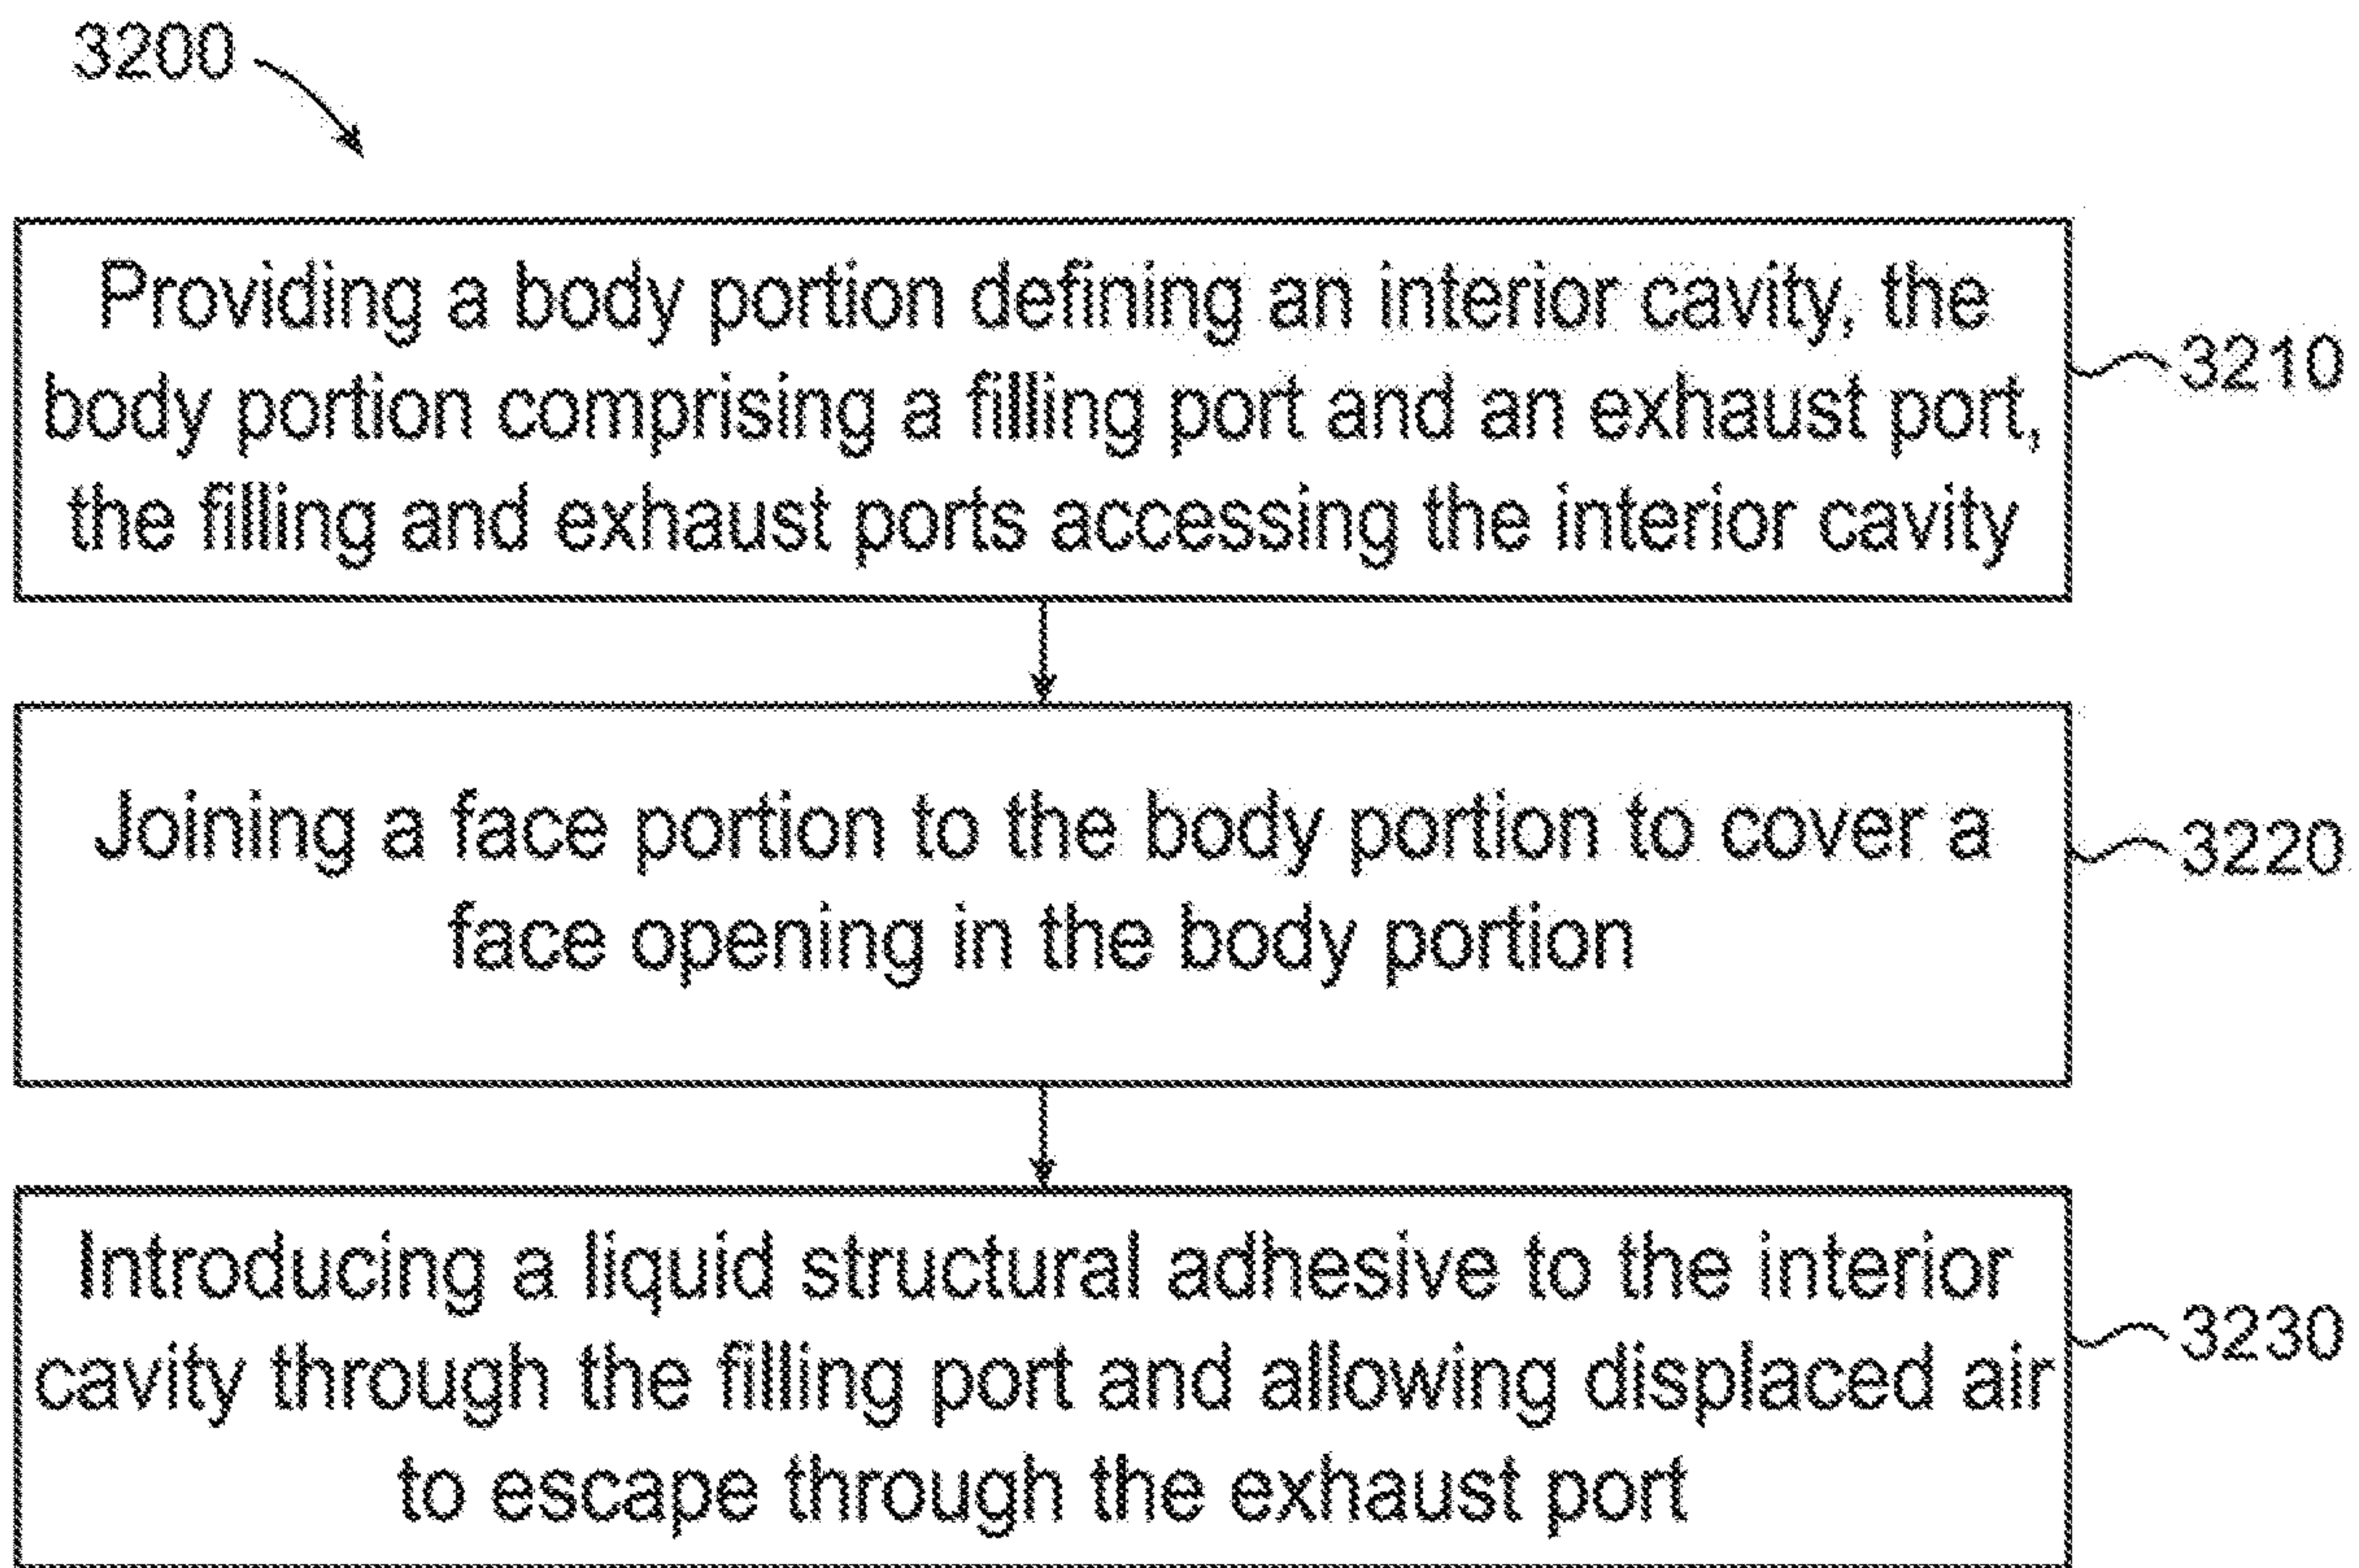 3200
Providing a body portion defining an interior cavity, the
body portion comprising a filling port and an exhaust port,
the filling and exhaust ports accessing the interior cavity
3210
Joining a face portion to the body portion to cover a
face opening in the body portion
3220
Introducing a liquid structural adhesive to the interior
cavity through the filling port and allowing displaced air
to escape through the exhaust port
3230